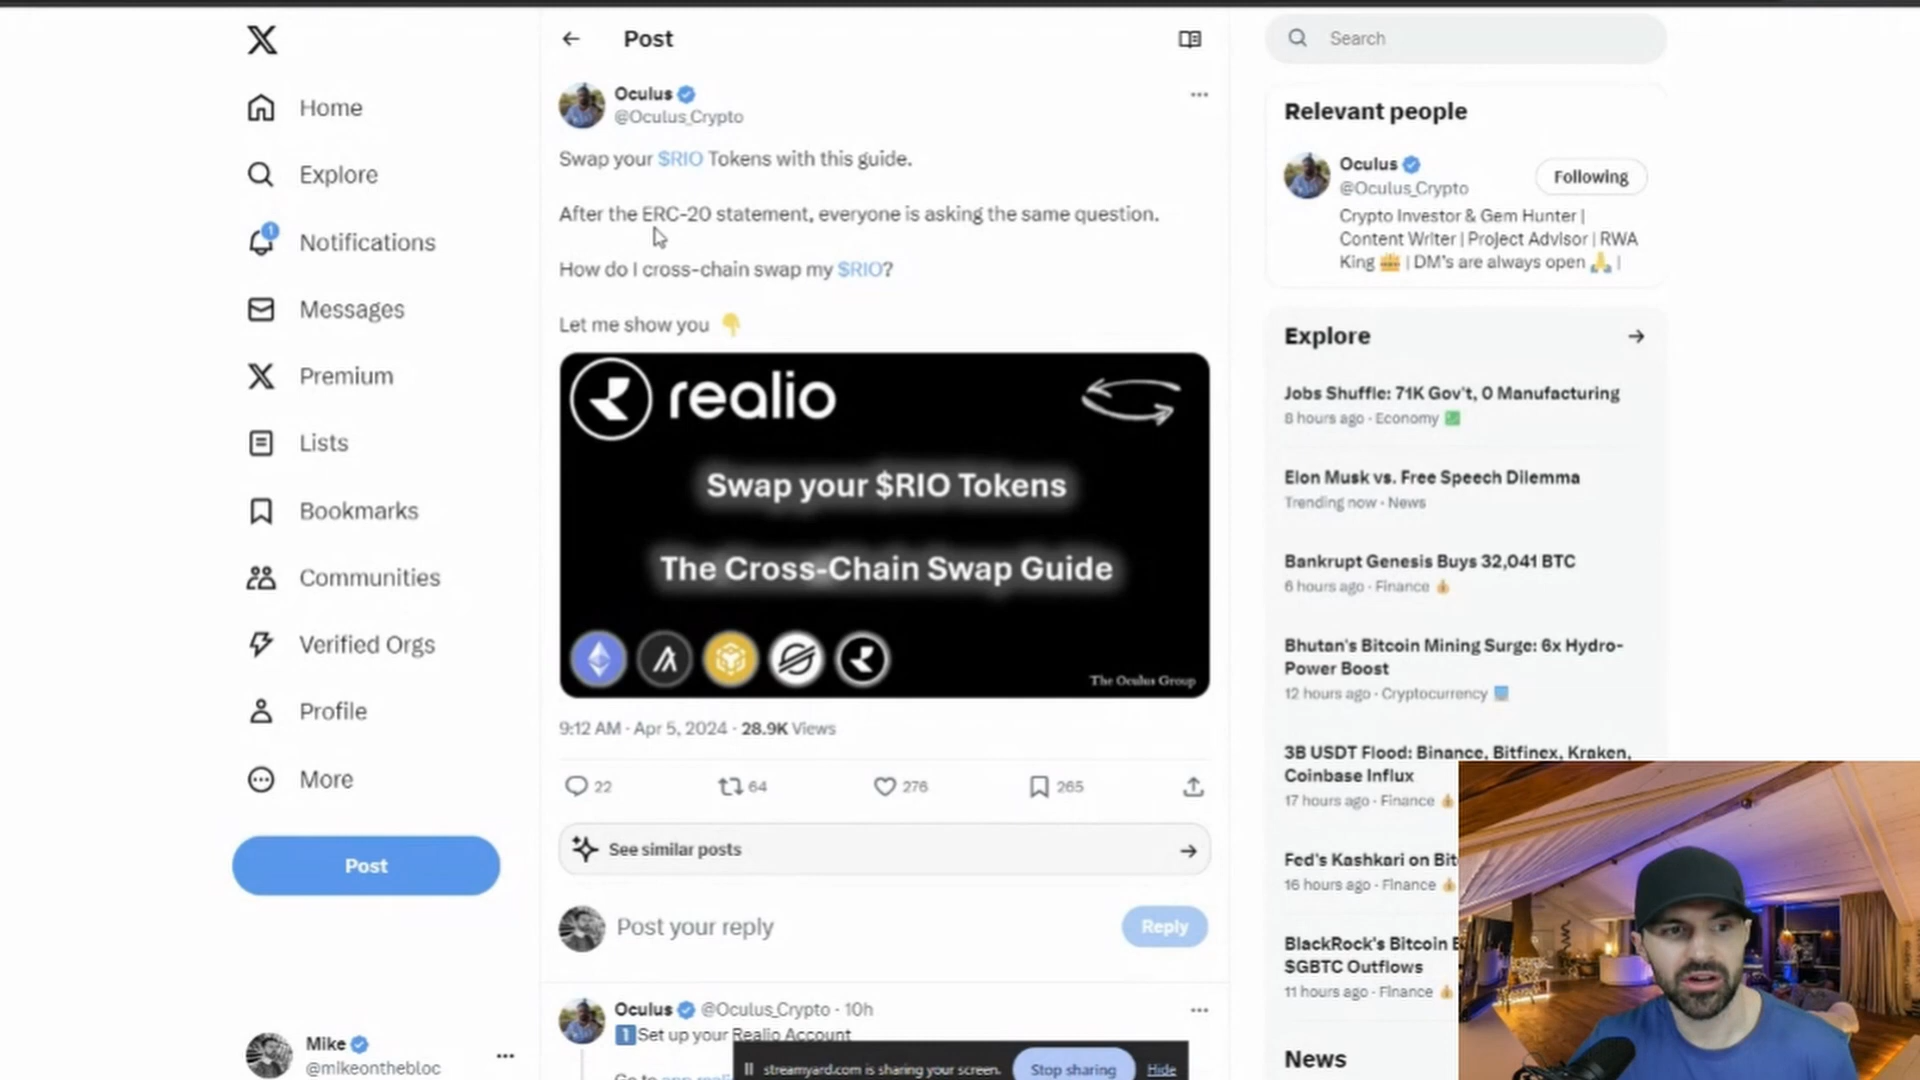 Home
Explore
1
Notifications
Messages
Premium
Lists
Bookmarks
Communities
Verified Orgs
Profile
More
Post
Mike
@mikeonthebloc
Post
Oculus
@Oculus_Crypto
Swap your $RIO Tokens with this guide.
After the ERC-20 statement, everyone is asking the same question.
How do I cross-chain swap my $RIO?
Let me show you
realio
Swap your $RIO Tokens
The Cross-Chain Swap Guide
The Oculus Group
9:12 AM · Apr 5, 2024 · 28.9K Views
22 64 276 265
See similar posts
Post your reply
Reply
Oculus @Oculus_Crypto · 10h
1 Set up your Realio Account
streamyard.com is sharing your screen. Stop sharing Hide
Search
Relevant people
Oculus
@Oculus_Crypto
Following
Crypto Investor & Gem Hunter |
Content Writer | Project Advisor | RWA
King | DM's are always open |
Explore
Jobs Shuffle: 71K Gov't, 0 Manufacturing
8 hours ago · Economy
Elon Musk vs. Free Speech Dilemma
Trending now · News
Bankrupt Genesis Buys 32,041 BTC
6 hours ago · Finance
Bhutan's Bitcoin Mining Surge: 6x Hydro-
Power Boost
12 hours ago · Cryptocurrency
3B USDT Flood: Binance, Bitfinex, Kraken,
Coinbase Influx
17 hours ago · Finance
Fed's Kashkari on Bit
16 hours ago · Finance
BlackRock's Bitcoin
$GBTC Outflows
11 hours ago · Finance
News